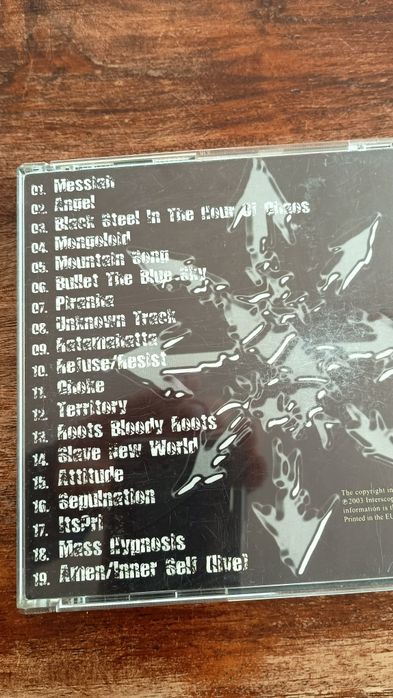 01. Messiah
02. Angel
03. Black Steel In The Hour Of Chaos
04. Mongoloid
05. Mountain Song
06. Bullet The Blue Sky
07. Piranha
08. Unknown Track
09. Ratamahatta
10. Refuse/Resist
11. Choke
12. Territory
13. Roots Bloody Roots
14. Slave New World
15. Attitude
16. Sepulnation
17. ItsPri
18. Mass Hypnosis
19. Amen/Inner Self (live)
The copyright in
℗2003 Interscop
information is th
Printed in the EU